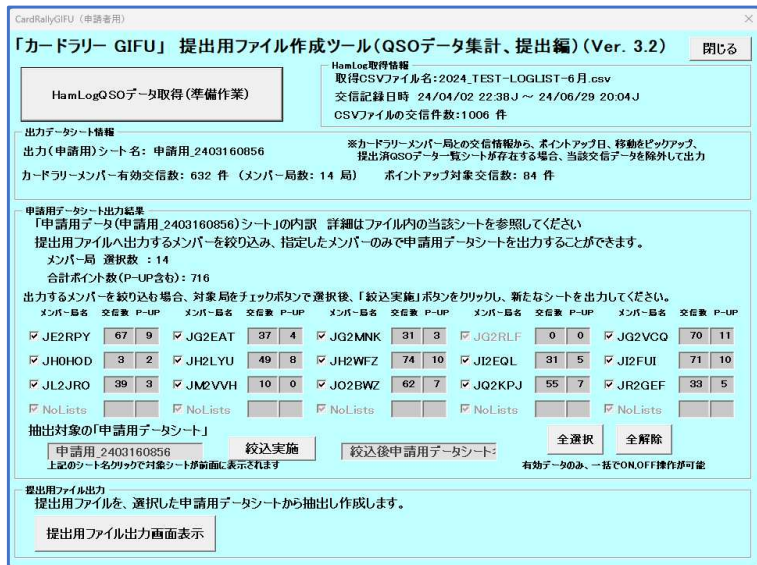 CardRallyGIFU（申請者用）
「カードラリー GIFU」 提出用ファイル作成ツール（QSOデータ集計、提出編）（Ver. 3.2） 閉じる
HamLogQSOデータ取得（準備作業）
HamLog取得情報
取得CSVファイル名：2024_TEST-LOGLIST-6月.csv
交信記録日時 24/04/02 22:38J ～ 24/06/29 20:04J
CSVファイルの交信件数：1006 件
出力データシート情報
出力（申請用）シート名： 申請用_2403160856
※カードラリーメンバー局との交信情報から、ポイントアップ日、移動をピックアップ、
提出済QSOデータ一覧シートが存在する場合、当該交信データを除外して出力
カードラリーメンバー有効交信数： 632 件 （メンバー局数： 14 局） ポイントアップ対象交信数： 84 件
申請用データシート出力結果
「申請用データ（申請用_2403160856）シート」の内訳 詳細はファイル内の当該シートを参照してください
提出用ファイルへ出力するメンバーを絞り込み、指定したメンバーのみで申請用データシートを出力することができます。
メンバー局 選択数 ：14
合計ポイント数（P-UP含む）：716
出力するメンバーを絞り込む場合、対象局をチェックボタンで選択後、「絞込実施」ボタンをクリックし、新たなシートを出力してください。
メンバー局名 交信数 P-UP メンバー局名 交信数 P-UP メンバー局名 交信数 P-UP メンバー局名 交信数 P-UP メンバー局名 交信数 P-UP
JE2RPY 67 9 JG2EAT 37 4 JG2MNK 31 3 JG2RLF 0 0 JG2VCQ 70 11
JH0HOD 3 2 JH2LYU 49 8 JH2WFZ 74 10 JI2EQL 31 5 JI2FUI 71 10
JL2JRO 39 3 JM2VVH 10 0 JO2BWZ 62 7 JQ2KPJ 55 7 JR2GEF 33 5
NoLists NoLists NoLists NoLists NoLists
抽出対象の「申請用データシート」
申請用_2403160856 絞込実施 絞込後申請用データシート 全選択 全解除
上記のシート名クリックで対象シートが前面に表示されます 有効データのみ、一括でON,OFF操作が可能
提出用ファイル出力
提出用ファイルを、選択した申請用データシートから抽出し作成します。
提出用ファイル出力画面表示